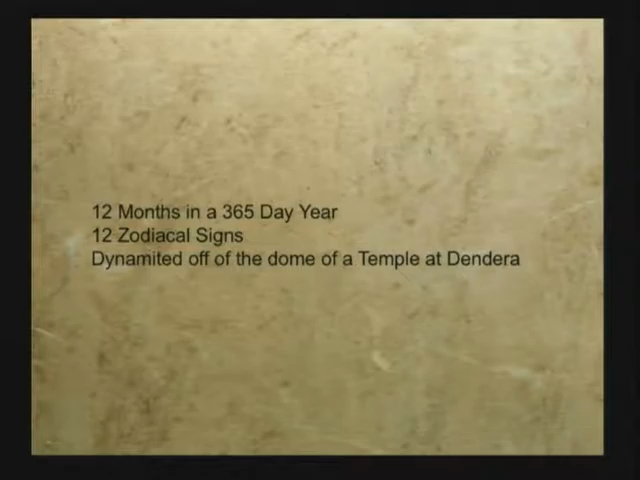 12 Months in a 365 Day Year
12 Zodiacal Signs
Dynamited off of the dome of a Temple at Dendera